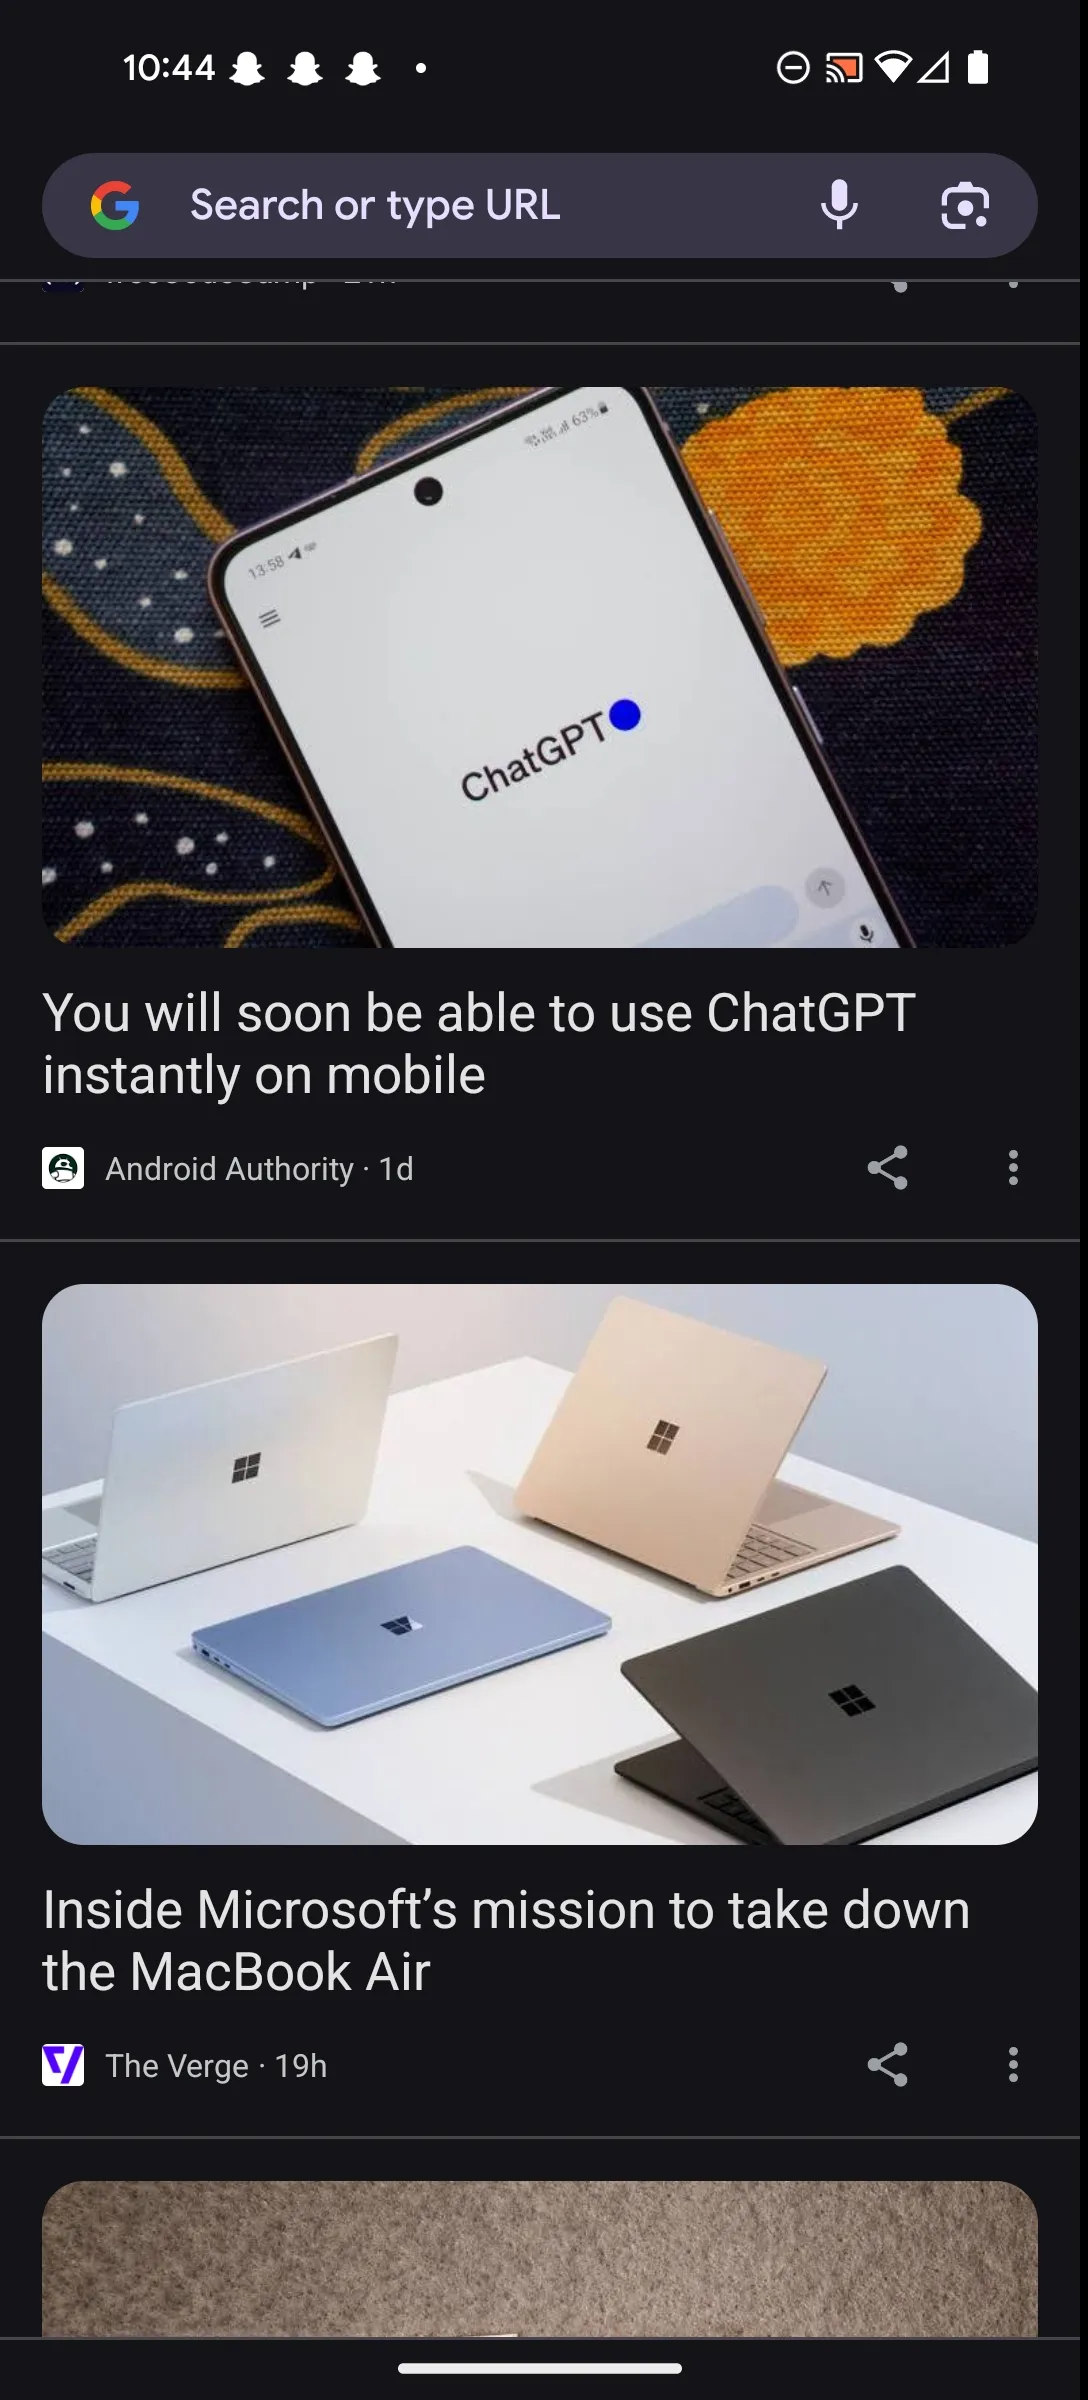 10:44
Search or type URL
63%
13:58
ChatGPT
You will soon be able to use ChatGPT
instantly on mobile
Android Authority · 1d
Inside Microsoft’s mission to take down
the MacBook Air
The Verge · 19h